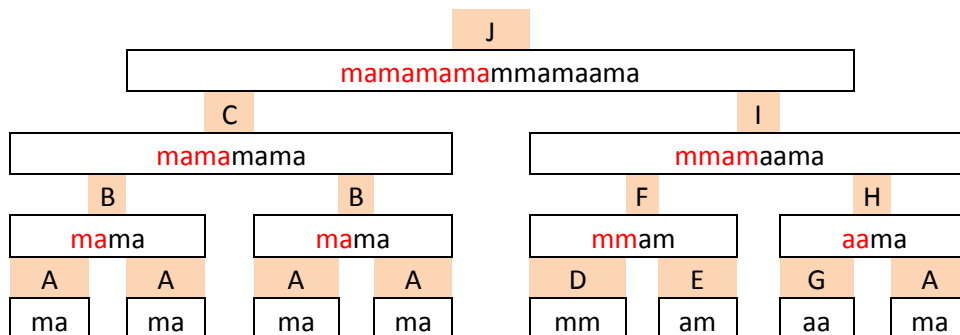 J
mamamamammamaama
C I
mamamama mmamaama
B B F H
mama mama mmam aama
A A A A D E G A
ma ma ma ma mm am aa ma